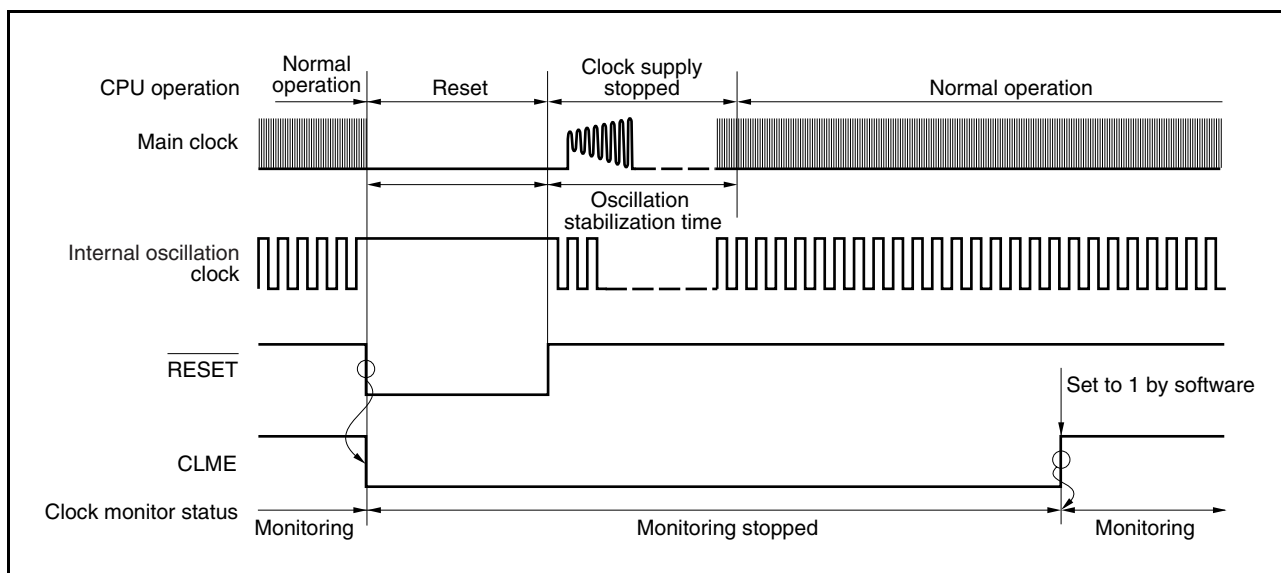 CPU operation
Normal
operation
Reset
Clock supply
stopped
Normal operation
Main clock
Oscillation
stabilization time
Internal oscillation
clock
RESET
Set to 1 by software
CLME
Clock monitor status
Monitoring
Monitoring stopped
Monitoring